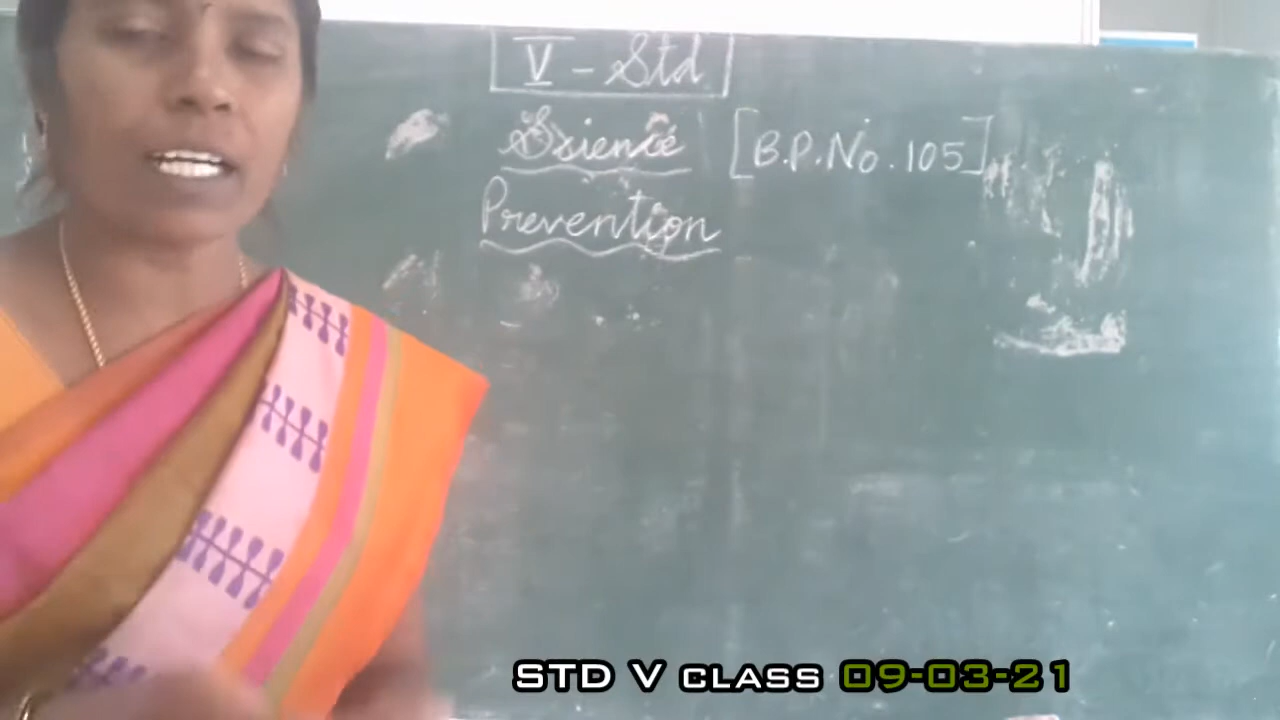 V - Std
Science [B.P.No. 105]
Prevention
STD V CLASS 09-03-21